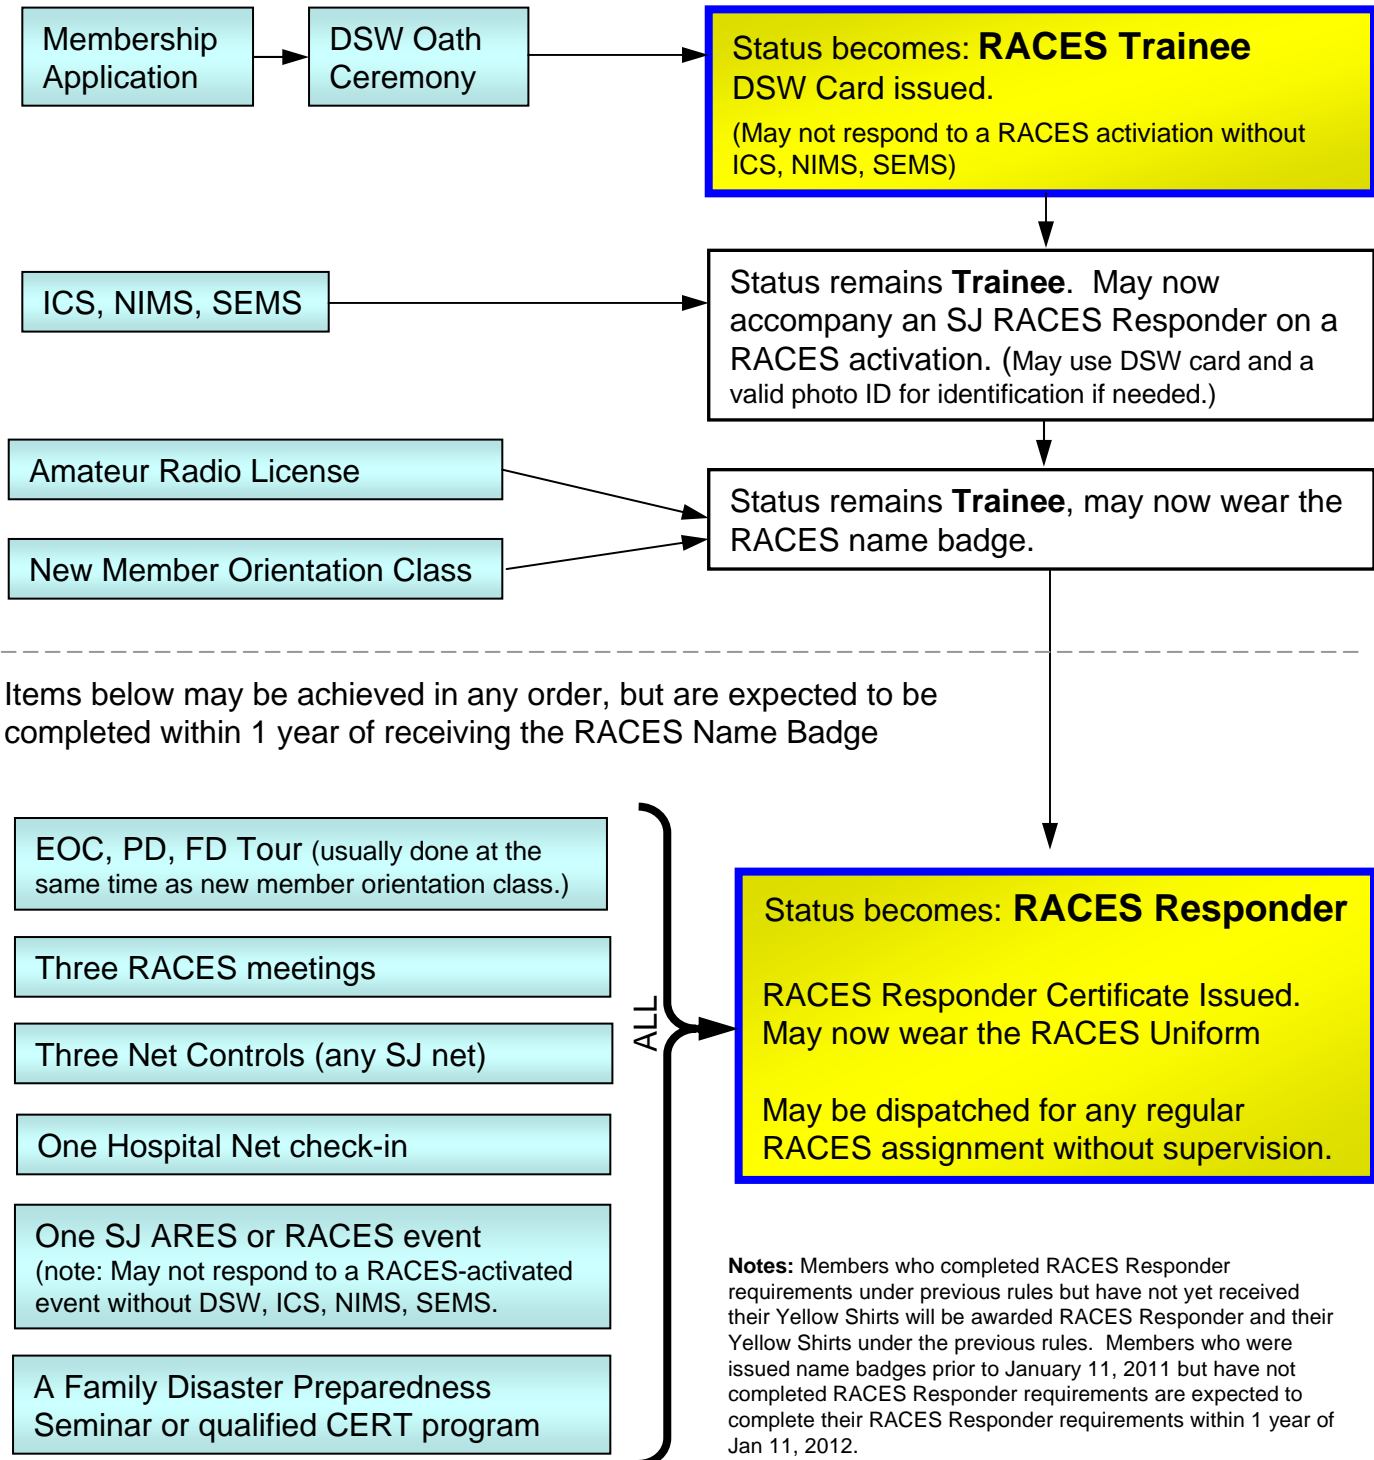 Membership
Application
DSW Oath
Ceremony
Status becomes: RACES Trainee
DSW Card issued.
(May not respond to a RACES activiation without
ICS, NIMS, SEMS)
ICS, NIMS, SEMS
Status remains Trainee.  May now
accompany an SJ RACES Responder on a
RACES activation. (May use DSW card and a
valid photo ID for identification if needed.)
Amateur Radio License
New Member Orientation Class
Status remains Trainee, may now wear the
RACES name badge.
Items below may be achieved in any order, but are expected to be
completed within 1 year of receiving the RACES Name Badge
EOC, PD, FD Tour (usually done at the
same time as new member orientation class.)
Three RACES meetings
Three Net Controls (any SJ net)
One Hospital Net check-in
One SJ ARES or RACES event
(note: May not respond to a RACES-activated
event without DSW, ICS, NIMS, SEMS.
A Family Disaster Preparedness
Seminar or qualified CERT program
ALL
Status becomes: RACES Responder
RACES Responder Certificate Issued.
May now wear the RACES Uniform
May be dispatched for any regular
RACES assignment without supervision.
Notes: Members who completed RACES Responder
requirements under previous rules but have not yet received
their Yellow Shirts will be awarded RACES Responder and their
Yellow Shirts under the previous rules.  Members who were
issued name badges prior to January 11, 2011 but have not
completed RACES Responder requirements are expected to
complete their RACES Responder requirements within 1 year of
Jan 11, 2012.